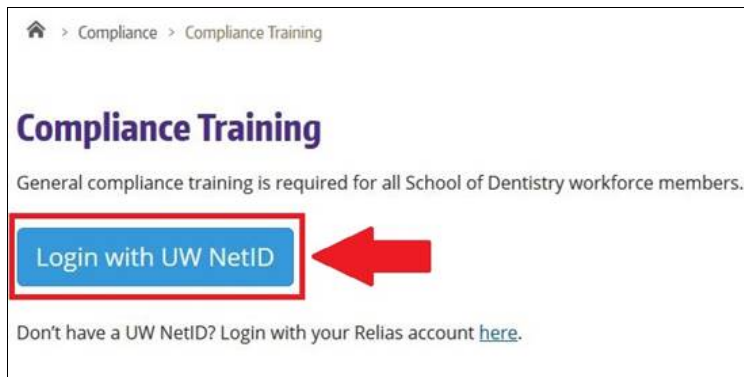 > Compliance > Compliance Training
Compliance Training
General compliance training is required for all School of Dentistry workforce members.
Login with UW NetID
Don't have a UW NetID? Login with your Relias account here.